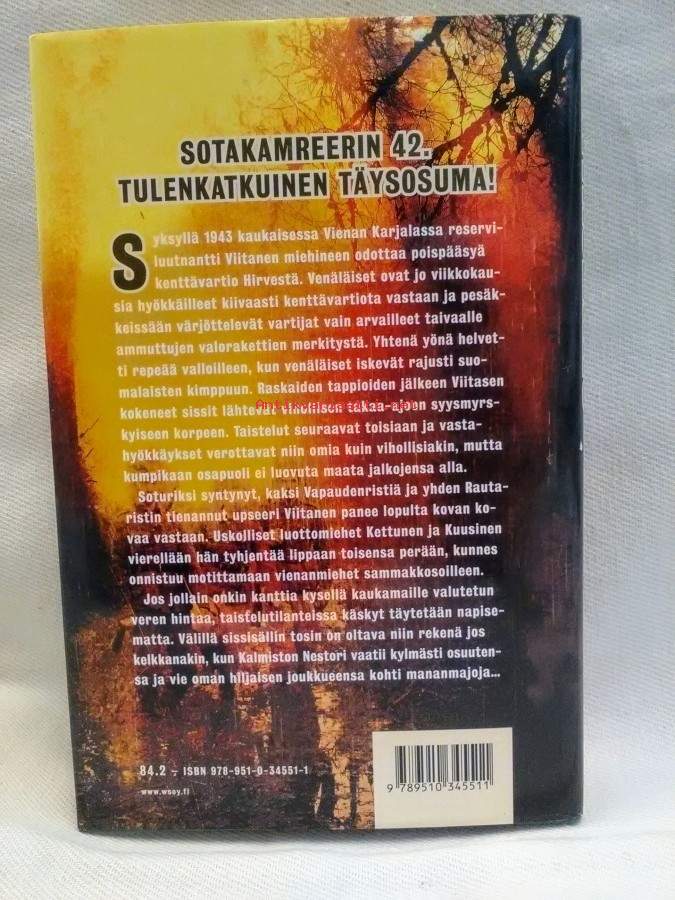 SOTAKAMREERIN 42.
TULENKATKUINEN TÄYSOSUMA!
Syksyllä 1943 kaukaisessa Vienan Karjalassa reservi-
luutnantti Viitanen miehineen odottaa poispääsyä
kenttävartio Hirvestä. Venäläiset ovat jo viikkokau-
sia hyökkäilleet kiivaasti kenttävartiota vastaan ja pesäk-
keissään värjöttelevät vartijat vain arvailleet taivaalle
ammuttujen valorakettien merkitystä. Yhtenä yönä helvet-
ti repeää valloilleen, kun venäläiset iskevät rajusti suo-
malaisten kimppuun. Raskaiden tappioiden jälkeen Viitasen
kokeneet sissit lähtevät takaa-ajoon syysmyrs-
kyiseen korpeen. Taistelut seuraavat toisiaan ja vasta-
hyökkäykset verottavat niin omia kuin vihollisiakin, mutta
kumpikaan osapuoli ei luovuta maata jalkojensa alla.
Soturiksi syntynyt, kaksi Vapaudenristiä ja yhden Rauta-
ristin tienannut upseeri Viitanen panee lopulta kovan ko-
vaa vastaan. Uskolliset luottomiehet Kettunen ja Kuusinen
vierellään hän tyhjentää lippaan toisensa perään, kunnes
onnistuu motittamaan vienanmiehet sammakkosoilleen.
Jos jollain onkin kanttia kysellä kaukamaille valutetun
veren hintaa, taistelutilanteissa käskyt täytetään napise-
matta. Välillä sissisällin tosin on oltava niin rekenä jos
kelkkanakin, kun Kalmiston Nestori vaatii kylmästi osuuten-
sa ja vie oman hiljaisen joukkueensa kohti mananmajoja...
84.2 – ISBN 978-951-0-34551-1
www.wsoy.fi
9 789510 345511